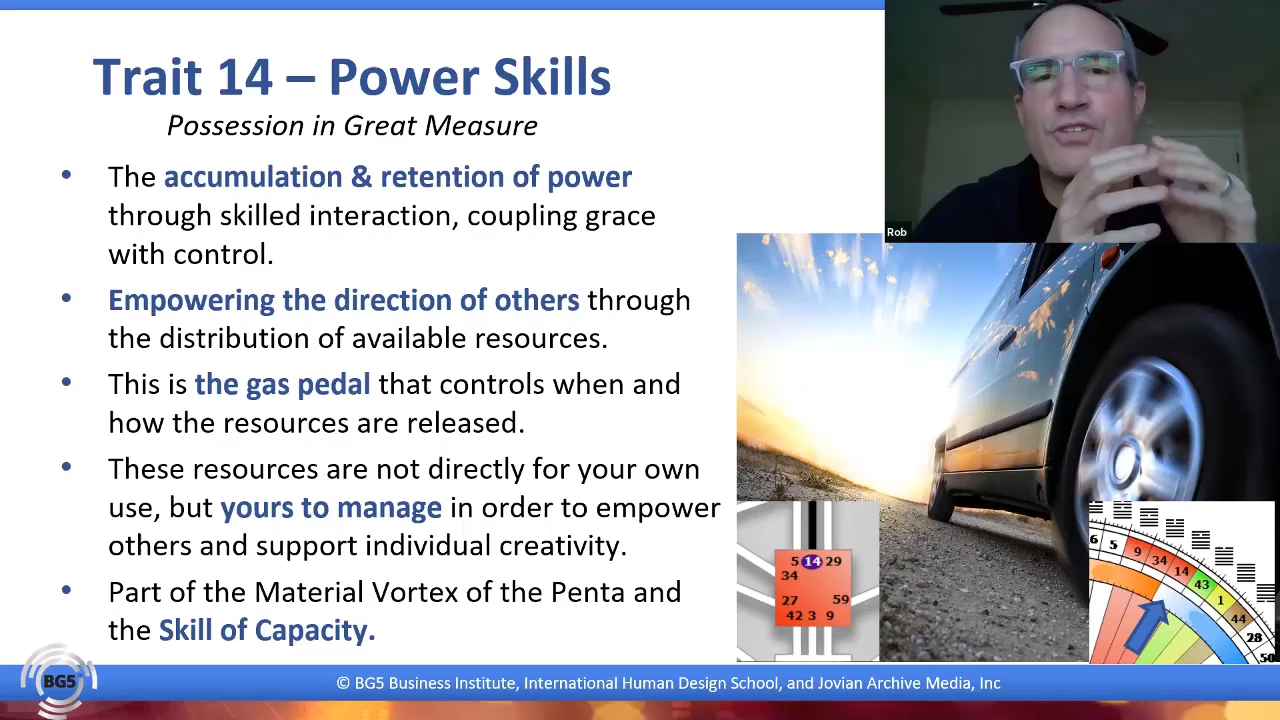 Trait 14 – Power Skills
Possession in Great Measure
• The accumulation & retention of power
through skilled interaction, coupling grace
with control.
• Empowering the direction of others through
the distribution of available resources.
• This is the gas pedal that controls when and
how the resources are released.
• These resources are not directly for your own
use, but yours to manage in order to empower
others and support individual creativity.
• Part of the Material Vortex of the Penta and
the Skill of Capacity.
Rob
5 14 29
34
27 59
42 3 9
6 5 9 34 14 43 1 44 28 50
BG5
© BG5 Business Institute, International Human Design School, and Jovian Archive Media, Inc